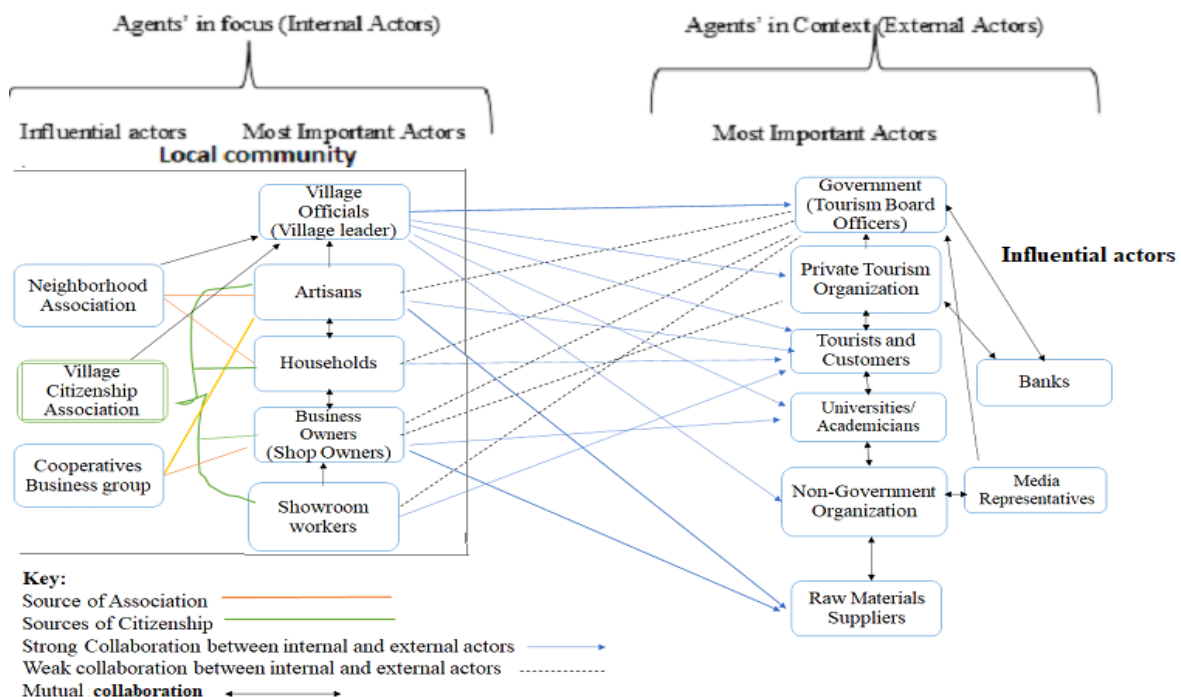 Agents' in focus (Internal Actors)
Agents' in Context (External Actors)
Influential actors
Most Important Actors
Local community
Most Important Actors
Village
Officials
(Village leader)
Neighborhood
Association
Artisans
Village
Citizenship
Association
Households
Cooperatives
Business group
Business
Owners
(Shop Owners)
Showroom
workers
Government
(Tourism Board
Officers)
Influential actors
Private Tourism
Organization
Tourists and
Customers
Banks
Universities/
Academicians
Non-Government
Organization
Media
Representatives
Raw Materials
Suppliers
Key:
Source of Association
Sources of Citizenship
Strong Collaboration between internal and external actors
Weak collaboration between internal and external actors
Mutual collaboration